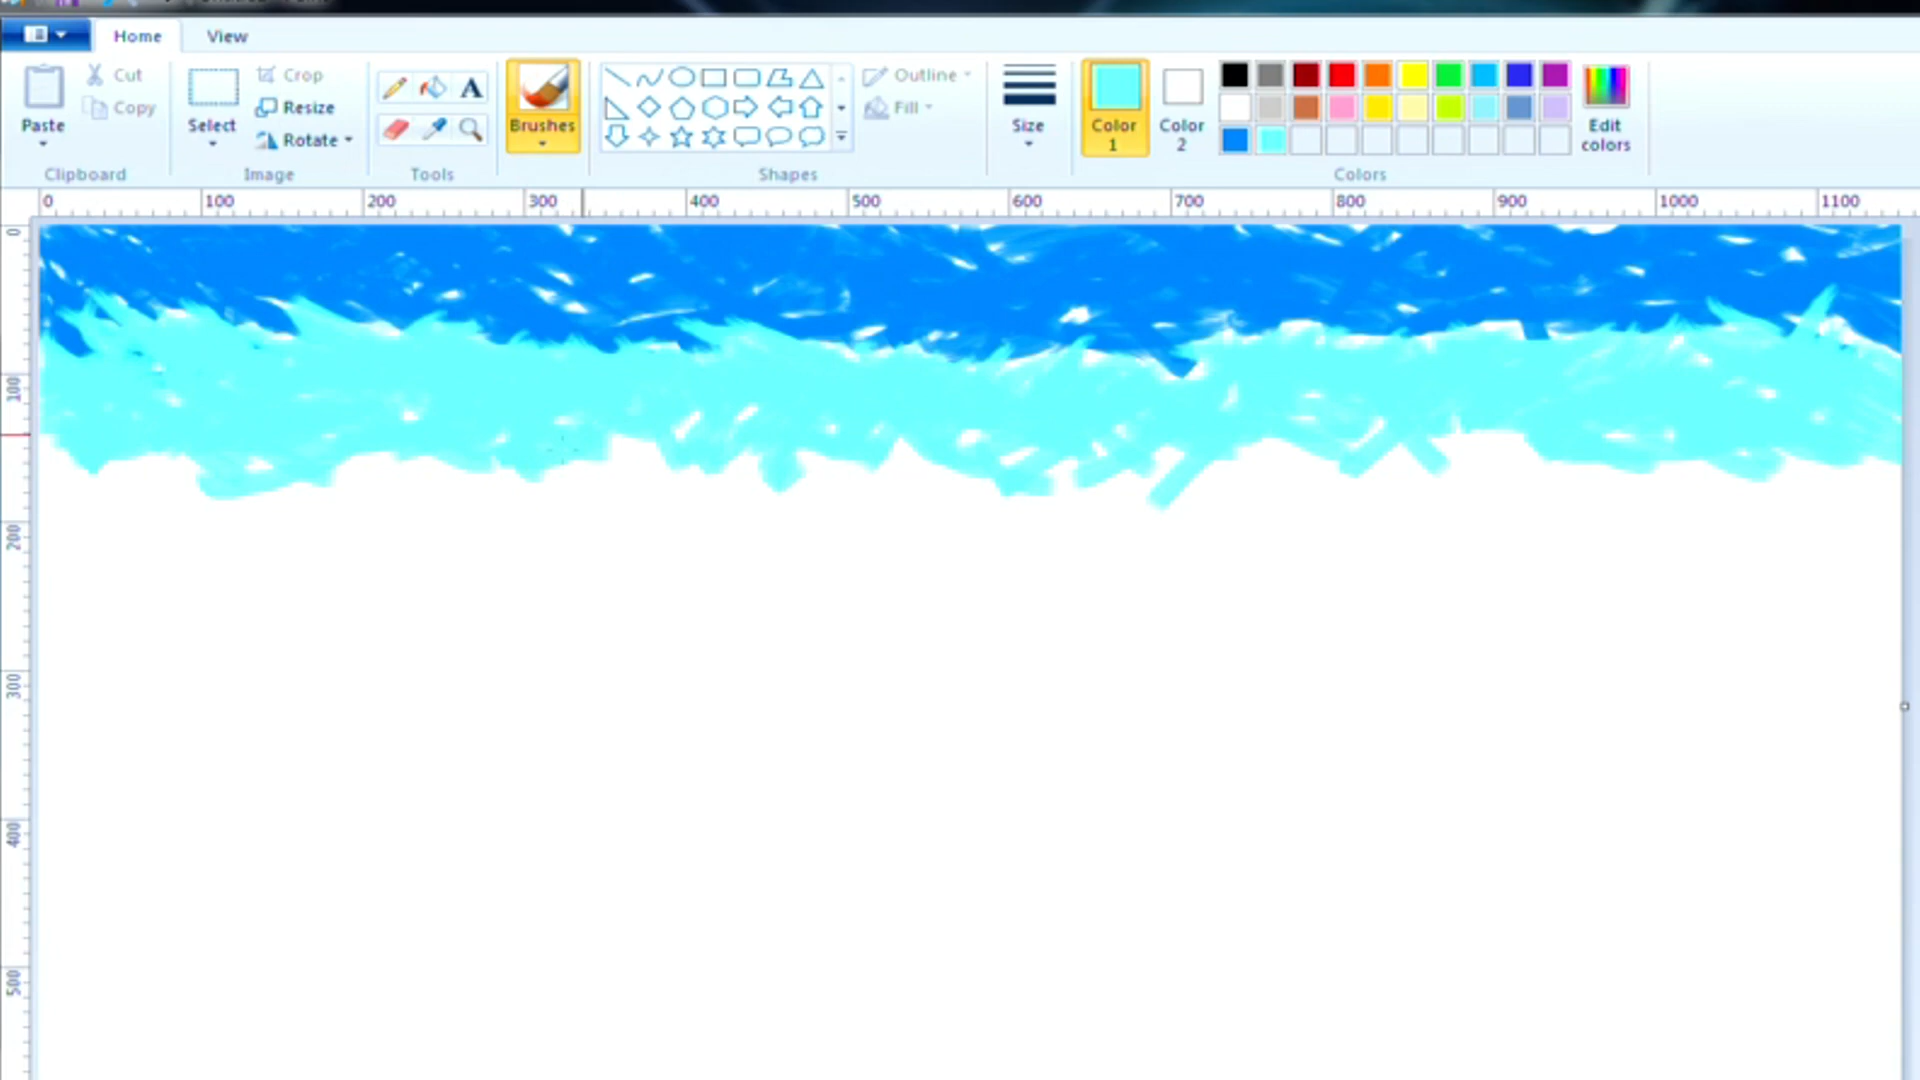 Home View
Paste
Cut
Copy
Clipboard
Select
Crop
Resize
Rotate
Image
Tools
Brushes
Shapes
Outline
Fill
Size
Color
1
Color
2
Edit
colors
Colors
0 100 200 300 400 500 600 700 800 900 1000 1100
0
100
200
300
400
500